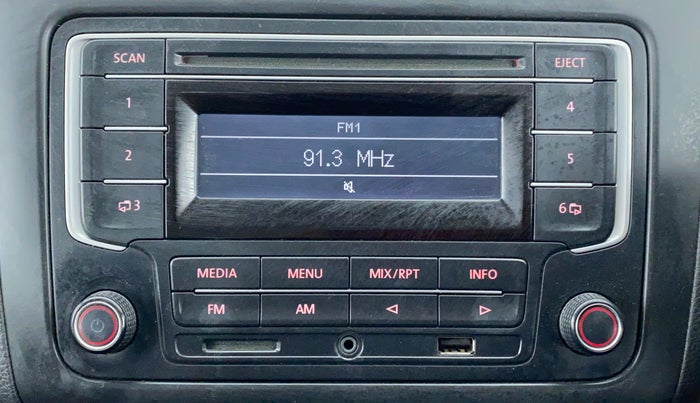 SCAN
EJECT
1
4
FM1
91.3 MHz
2
5
3
6
MEDIA
MENU
MIX/RPT
INFO
FM
AM